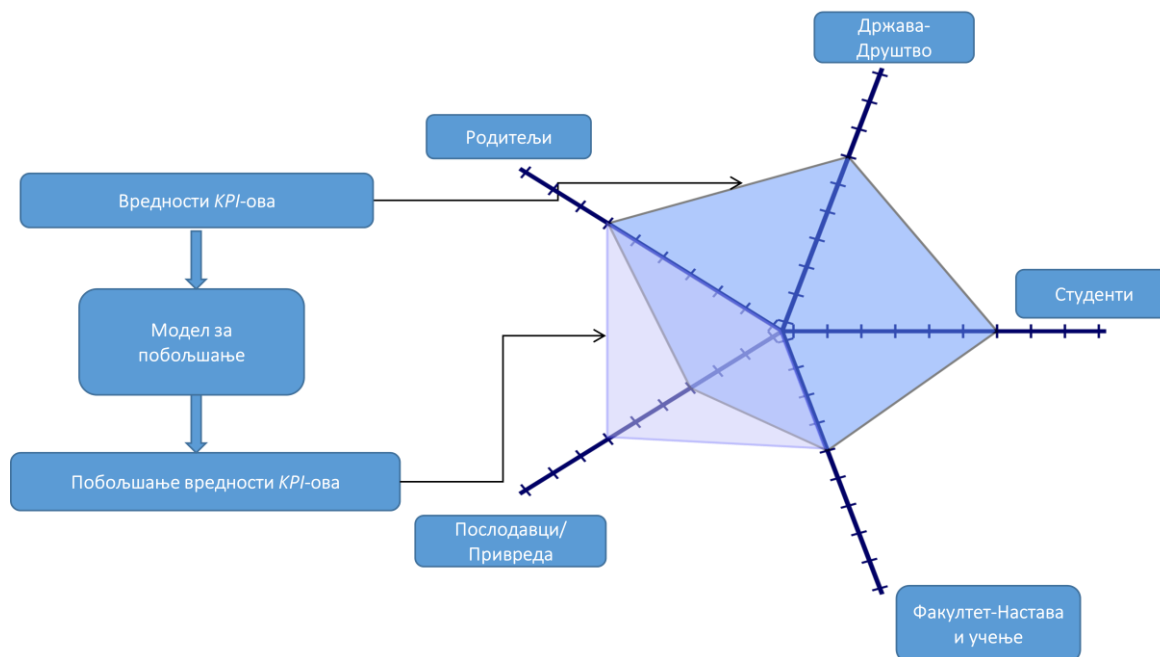 Држава-
Друштво
Родитељи
Вредности KPI-ова
Студенти
Модел за
побољшање
Побољшање вредности KPI-ова
Послодавци/
Привреда
Факултет-Настава
и учење